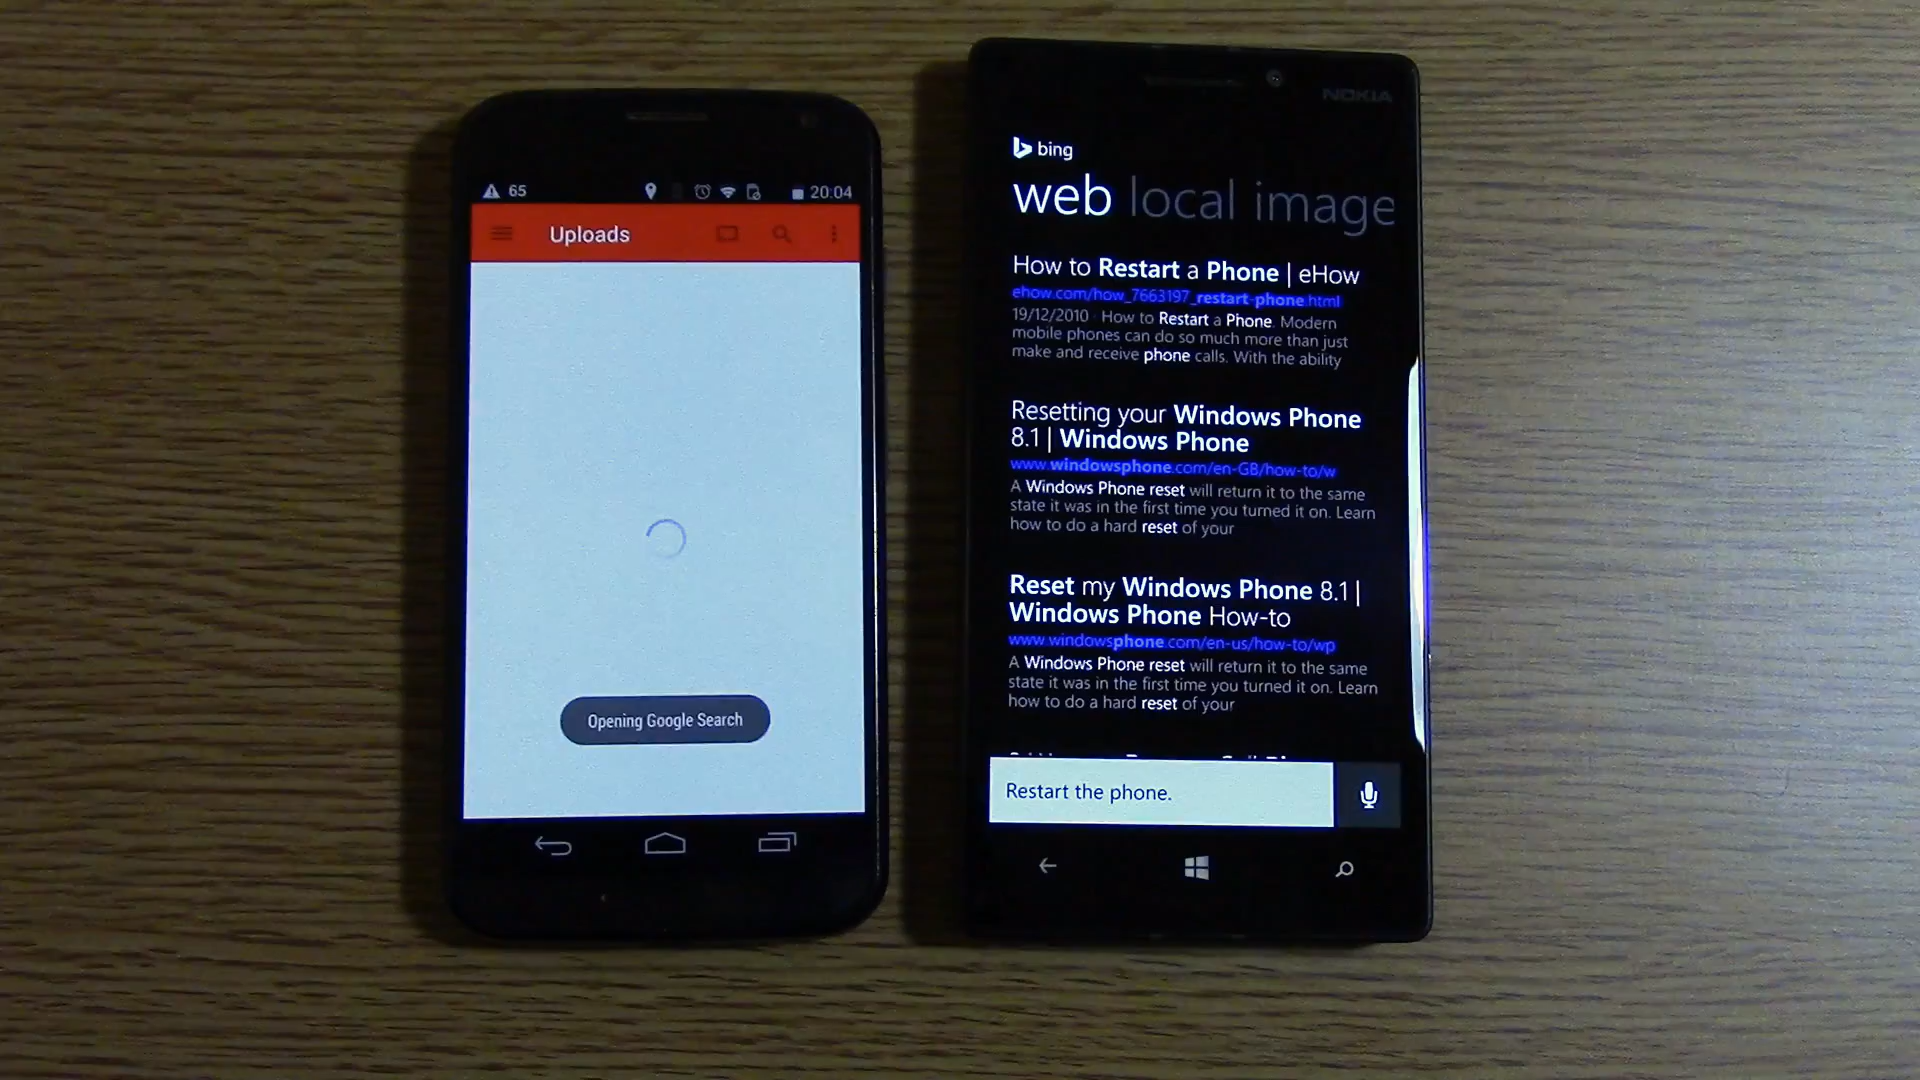 65
20:04
Uploads
Opening Google Search
NOKIA
bing
web local image
How to Restart a Phone | eHow
ehow.com/how_7663197_restart-phone.html
19/12/2010 · How to Restart a Phone. Modern
mobile phones can do so much more than just
make and receive phone calls. With the ability
Resetting your Windows Phone
8.1 | Windows Phone
www.windowsphone.com/en-GB/how-to/w
A Windows Phone reset will return it to the same
state it was in the first time you turned it on. Learn
how to do a hard reset of your
Reset my Windows Phone 8.1 |
Windows Phone How-to
www.windowsphone.com/en-us/how-to/wp
A Windows Phone reset will return it to the same
state it was in the first time you turned it on. Learn
how to do a hard reset of your
Restart the phone.